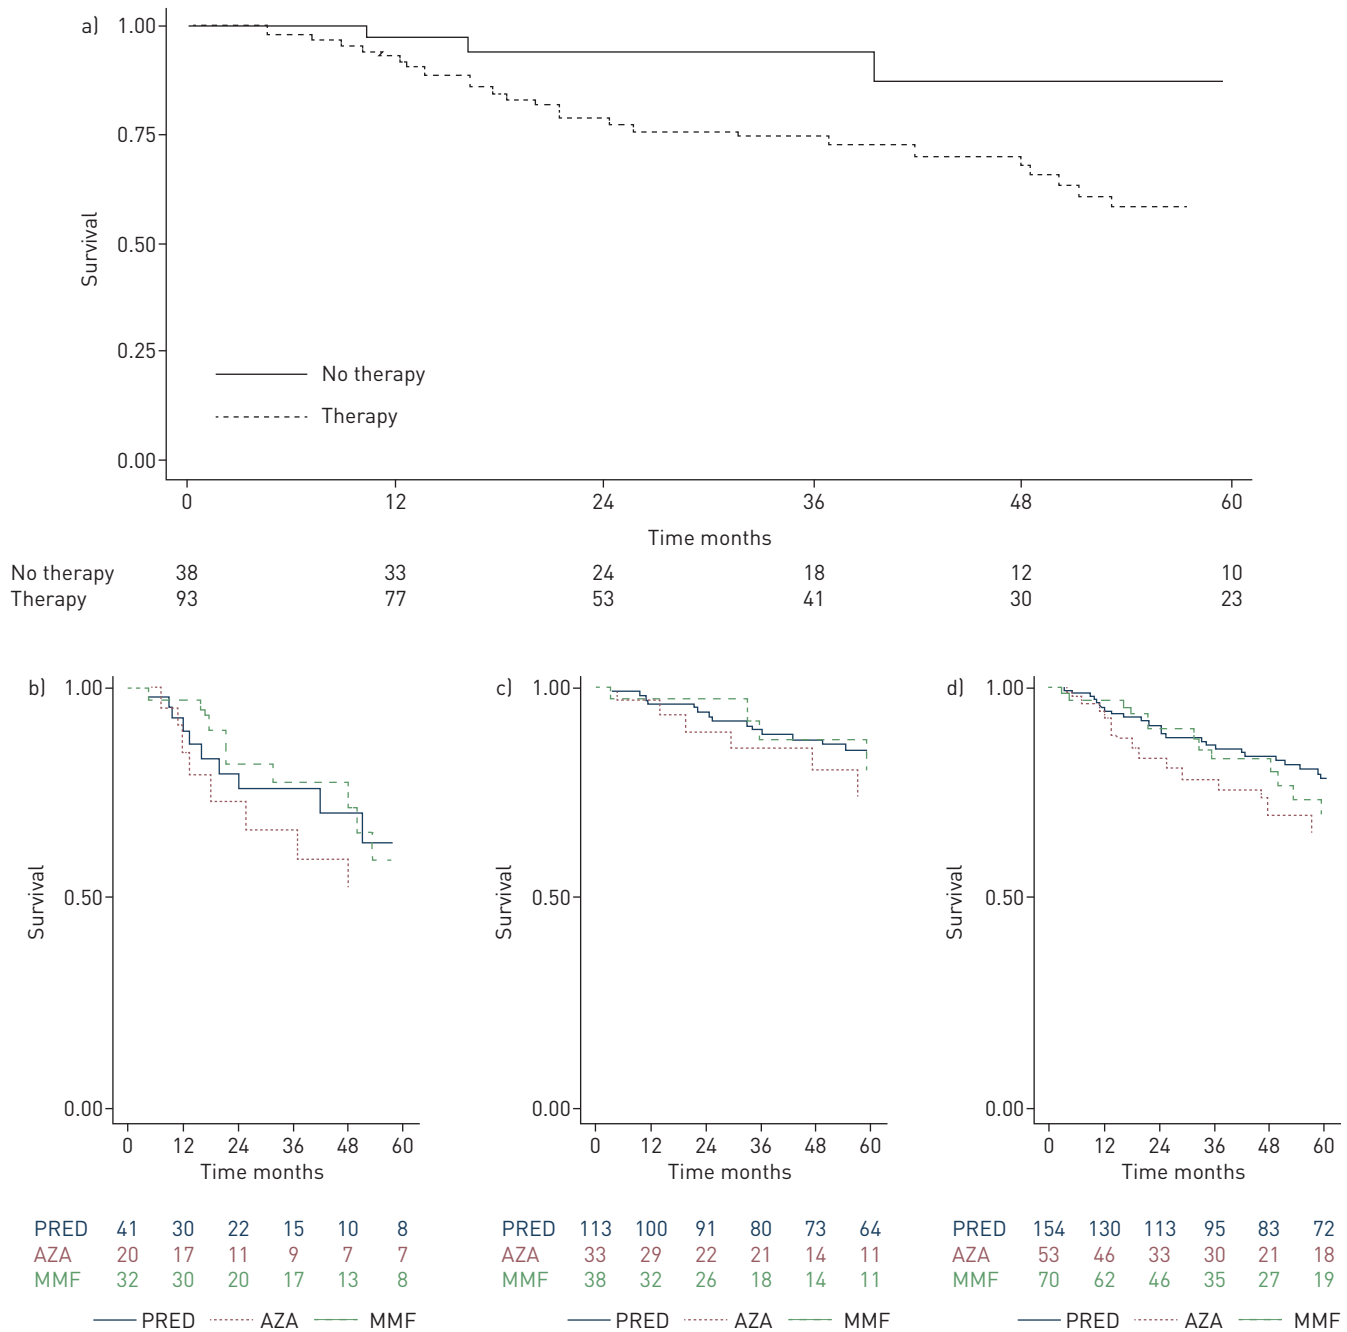 a)
1.00
0.75
0.50
0.25
0.00
Survival
No therapy
Therapy
0 12 24 36 48 60
Time months
No therapy 38 33 24 18 12 10
Therapy 93 77 53 41 30 23
b)
1.00
0.50
0.00
Survival
0 12 24 36 48 60
Time months
PRED 41 30 22 15 10 8
AZA 20 17 11 9 7 7
MMF 32 30 20 17 13 8
PRED AZA MMF
c)
1.00
0.50
0.00
Survival
0 12 24 36 48 60
Time months
PRED 113 100 91 80 73 64
AZA 33 29 22 21 14 11
MMF 38 32 26 18 14 11
PRED AZA MMF
d)
1.00
0.50
0.00
Survival
0 12 24 36 48 60
Time months
PRED 154 130 113 95 83 72
AZA 53 46 33 30 21 18
MMF 70 62 46 35 27 19
PRED AZA MMF